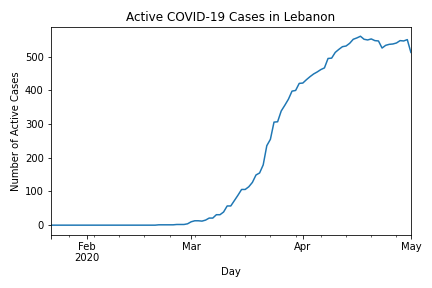 Active COVID-19 Cases in Lebanon
Number of Active Cases
500
400
300
200
100
0
Feb
2020
Mar
Apr
May
Day